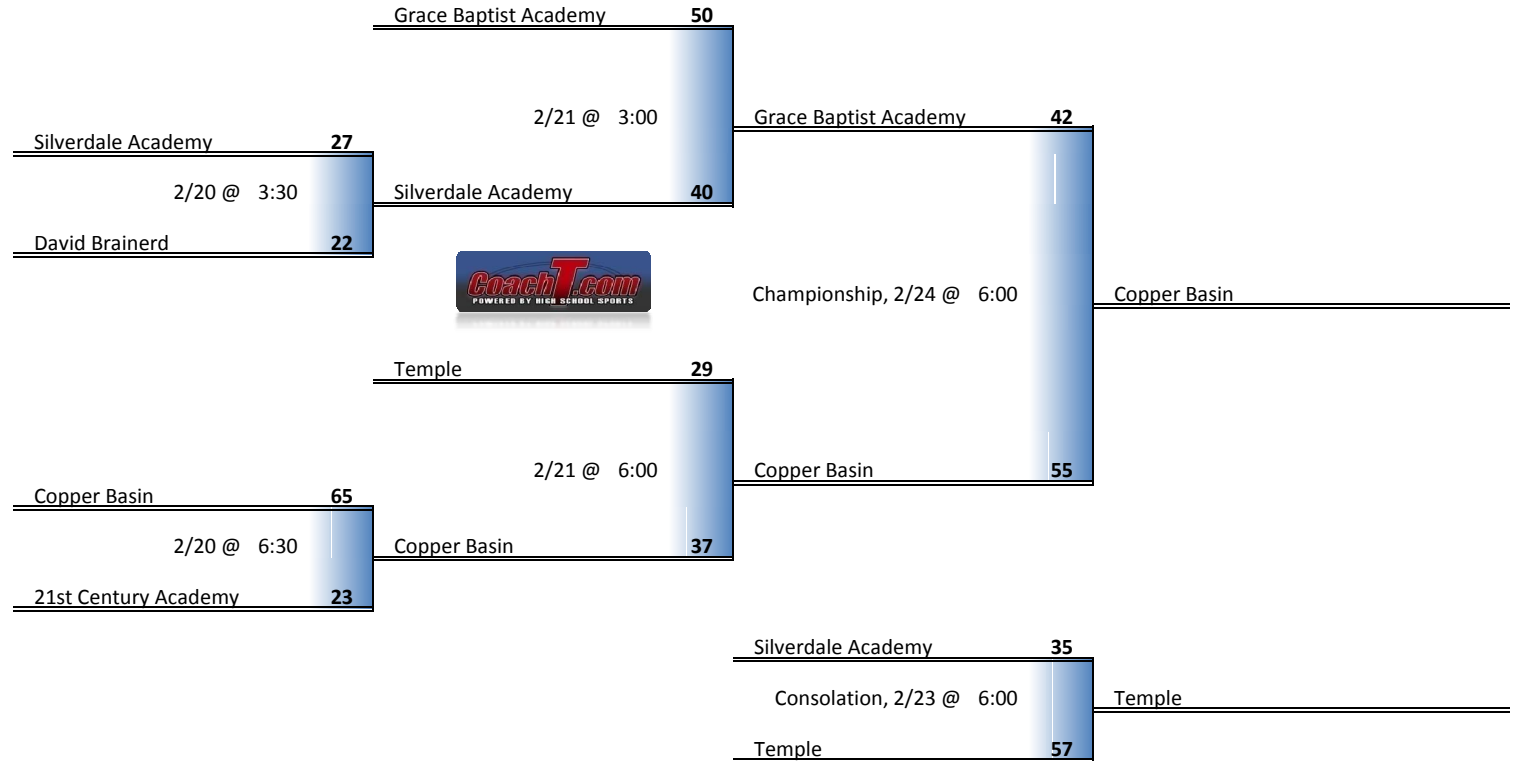 Grace Baptist Academy 50
2/21 @ 3:00
Grace Baptist Academy 42
Silverdale Academy 27
2/20 @ 3:30
Silverdale Academy 40
David Brainerd 22
CoachT.com
POWERED BY HIGH SCHOOL SPORTS
Championship, 2/24 @ 6:00
Copper Basin
Temple 29
2/21 @ 6:00
Copper Basin 55
Copper Basin 65
2/20 @ 6:30
Copper Basin 37
21st Century Academy 23
Silverdale Academy 35
Consolation, 2/23 @ 6:00
Temple
Temple 57